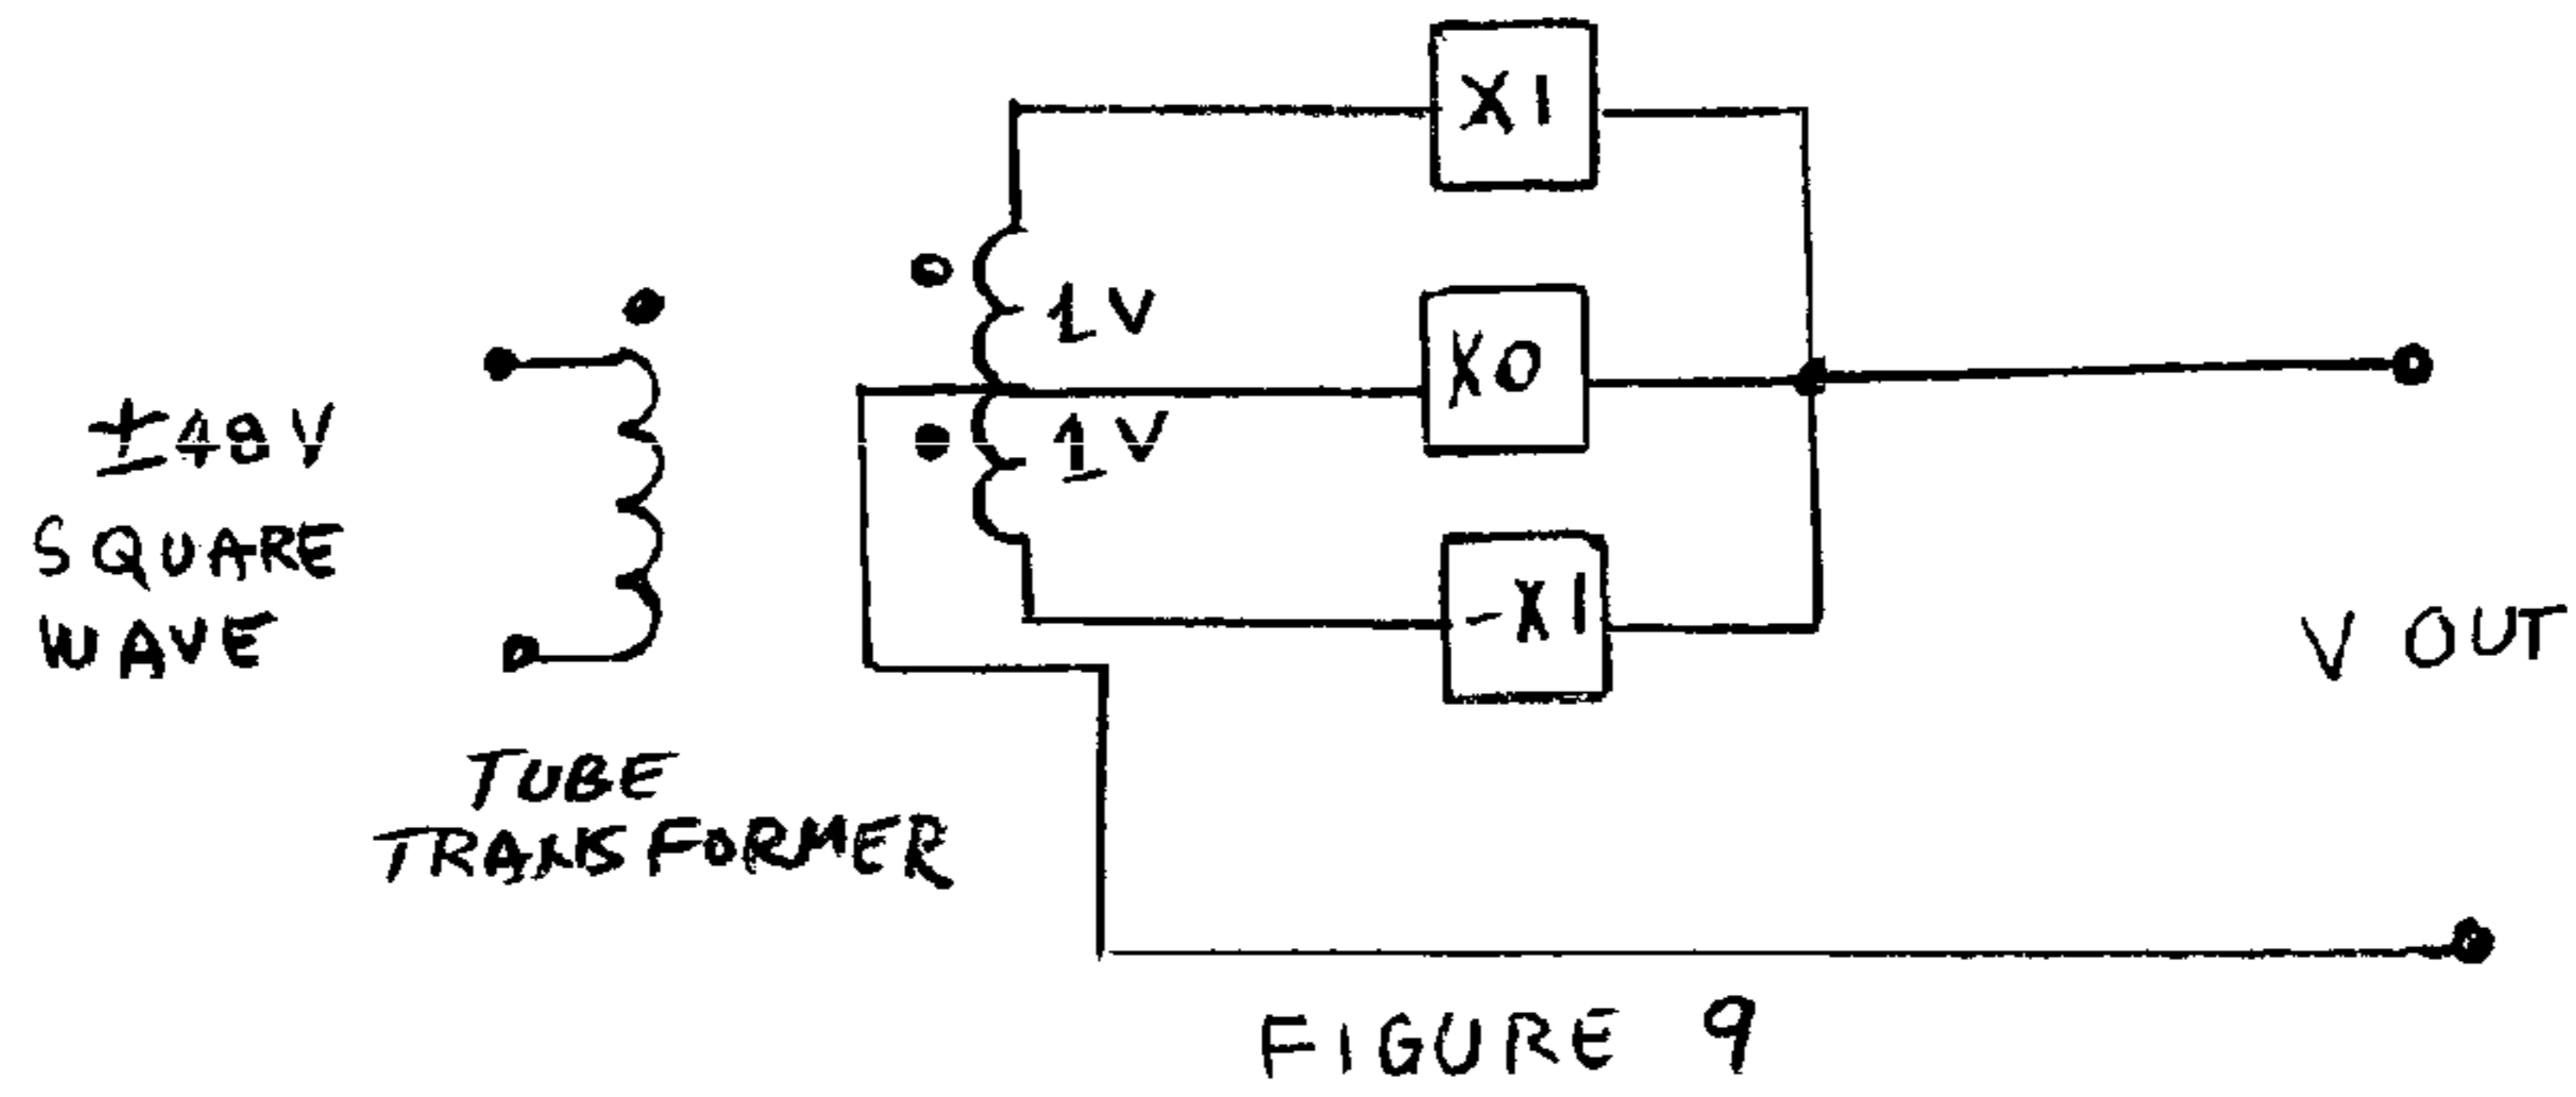 X1
1V
X0
±48V
1V
SQUARE
-X1
WAVE
V OUT
TUBE
TRANSFORMER
FIGURE 9